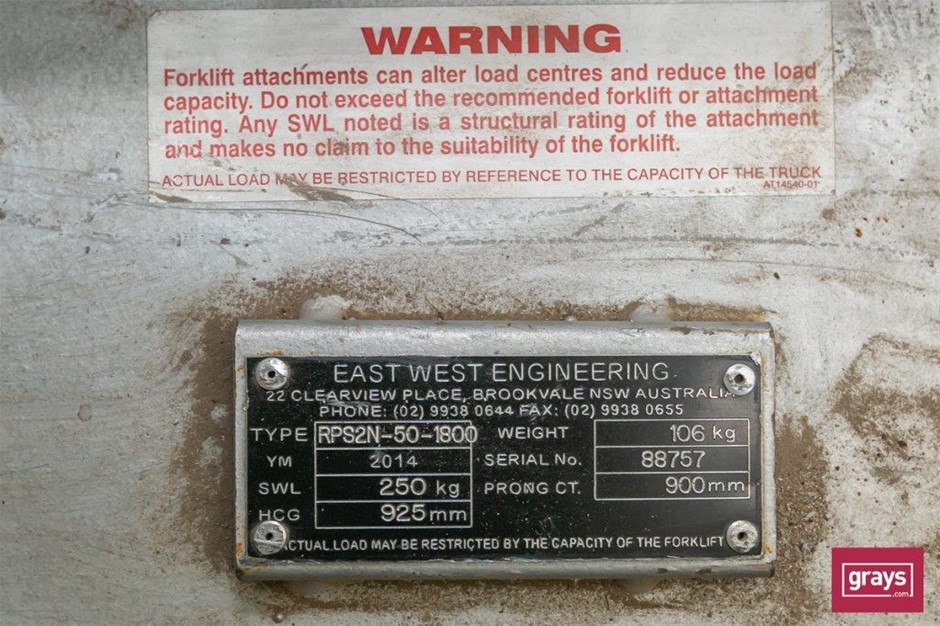 WARNING
Forklift attachments can alter load centres and reduce the load
capacity. Do not exceed the recommended forklift or attachment
rating. Any SWL noted is a structural rating of the attachment
and makes no claim to the suitability of the forklift.
ACTUAL LOAD MAY BE RESTRICTED BY REFERENCE TO THE CAPACITY OF THE TRUCK
AT14540-01
EAST WEST ENGINEERING
22 CLEARVIEW PLACE, BROOKVALE NSW AUSTRALIA
PHONE: (02) 9938 0644 FAX: (02) 9938 0655
TYPE RPS2N-50-1800 WEIGHT 106 kg
YM 2014 SERIAL No. 88757
SWL 250 kg PRONG CT. 900mm
HCG 925mm
ACTUAL LOAD MAY BE RESTRICTED BY THE CAPACITY OF THE FORKLIFT
grays
.com